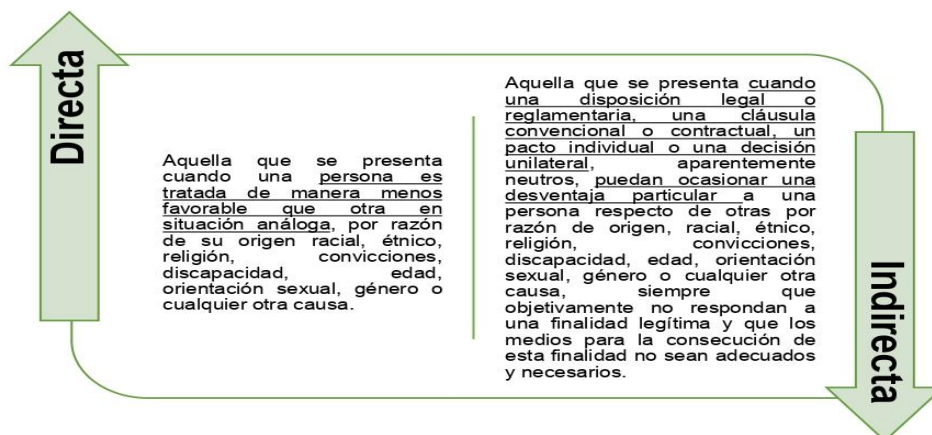 Directa
Aquella que se presenta
cuando una persona es
tratada de manera menos
favorable que otra en
situación análoga, por razón
de su origen racial, étnico,
religión, convicciones,
discapacidad, edad,
orientación sexual, género o
cualquier otra causa.
Aquella que se presenta cuando
una disposición legal o
reglamentaria, una cláusula
convencional o contractual, un
pacto individual o una decisión
unilateral, aparentemente
neutros, puedan ocasionar una
desventaja particular a una
persona respecto de otras por
razón de origen, racial, étnico,
religión, convicciones,
discapacidad, edad, orientación
sexual, género o cualquier otra
causa, siempre que
objetivamente no respondan a
una finalidad legítima y que los
medios para la consecución de
esta finalidad no sean adecuados
y necesarios.
Indirecta